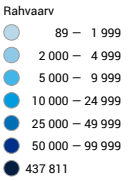 Rahvaarv
89 — 1 999
2 000 — 4 999
5 000 — 9 999
10 000 — 24 999
25 000 — 49 999
50 000 — 99 999
437 811